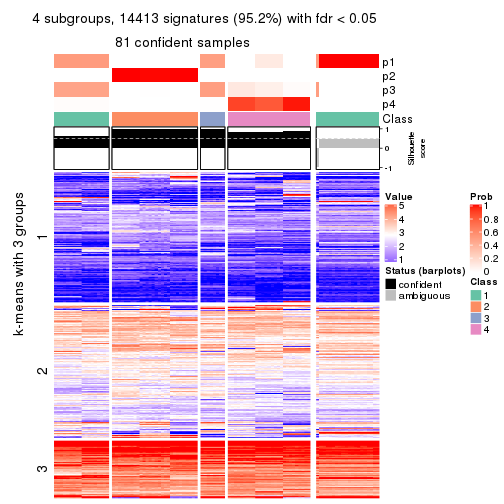 4 subgroups, 14413 signatures (95.2%) with fdr < 0.05
81 confident samples
p1
p2
p3
p4
Class
1
0
-1
Silhouette
score
k-means with 3 groups
1
2
3
Value
5
4
3
2
1
Status (barplots)
confident
ambiguous
Prob
1
0.8
0.6
0.4
0.2
0
Class
1
2
3
4